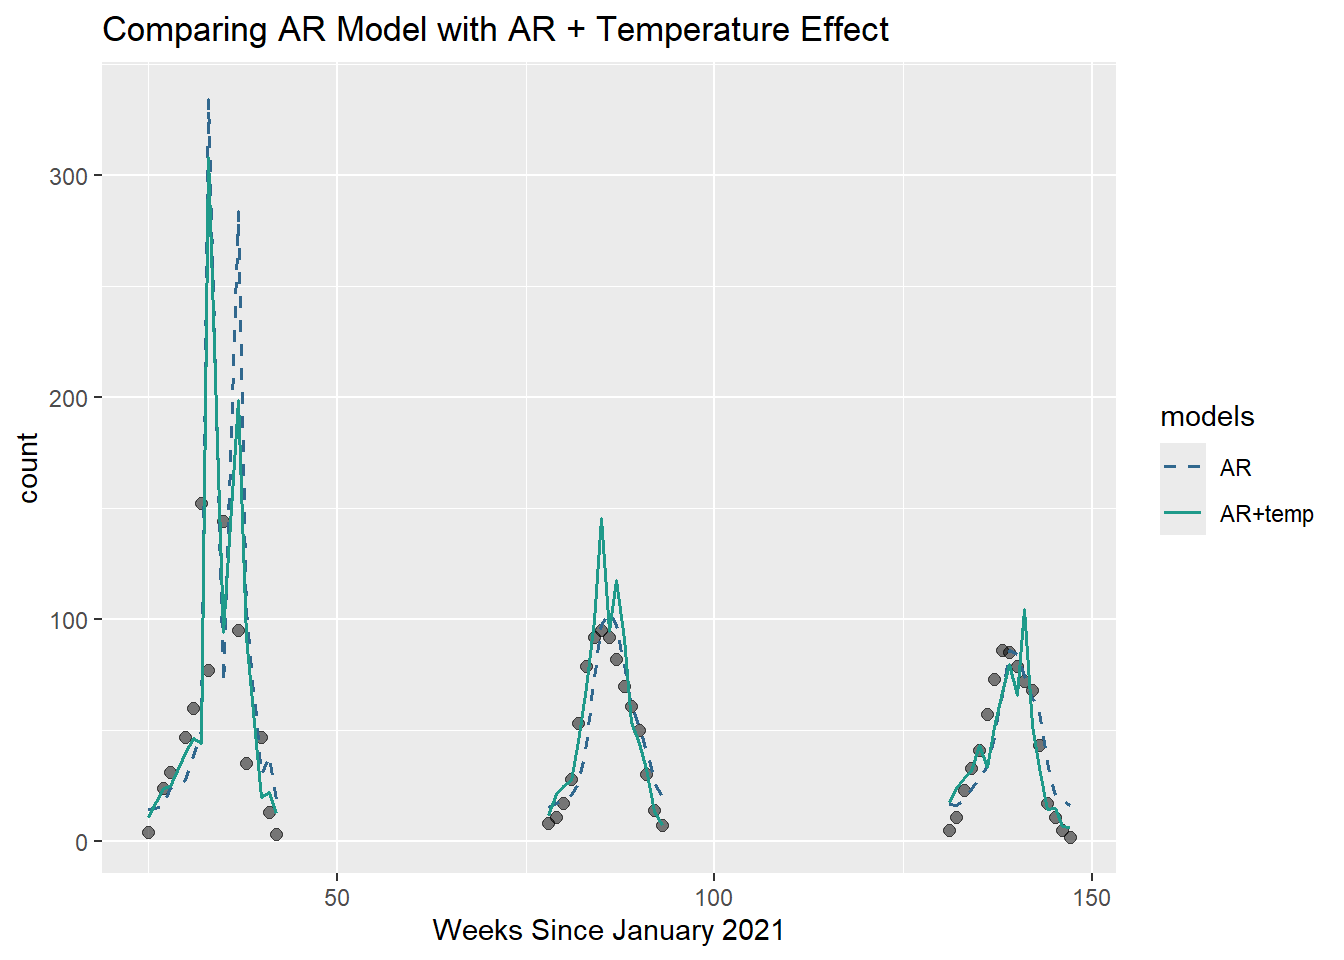 Comparing AR Model with AR + Temperature Effect
300
200
100
0
count
50
100
150
Weeks Since January 2021
models
AR
AR+temp